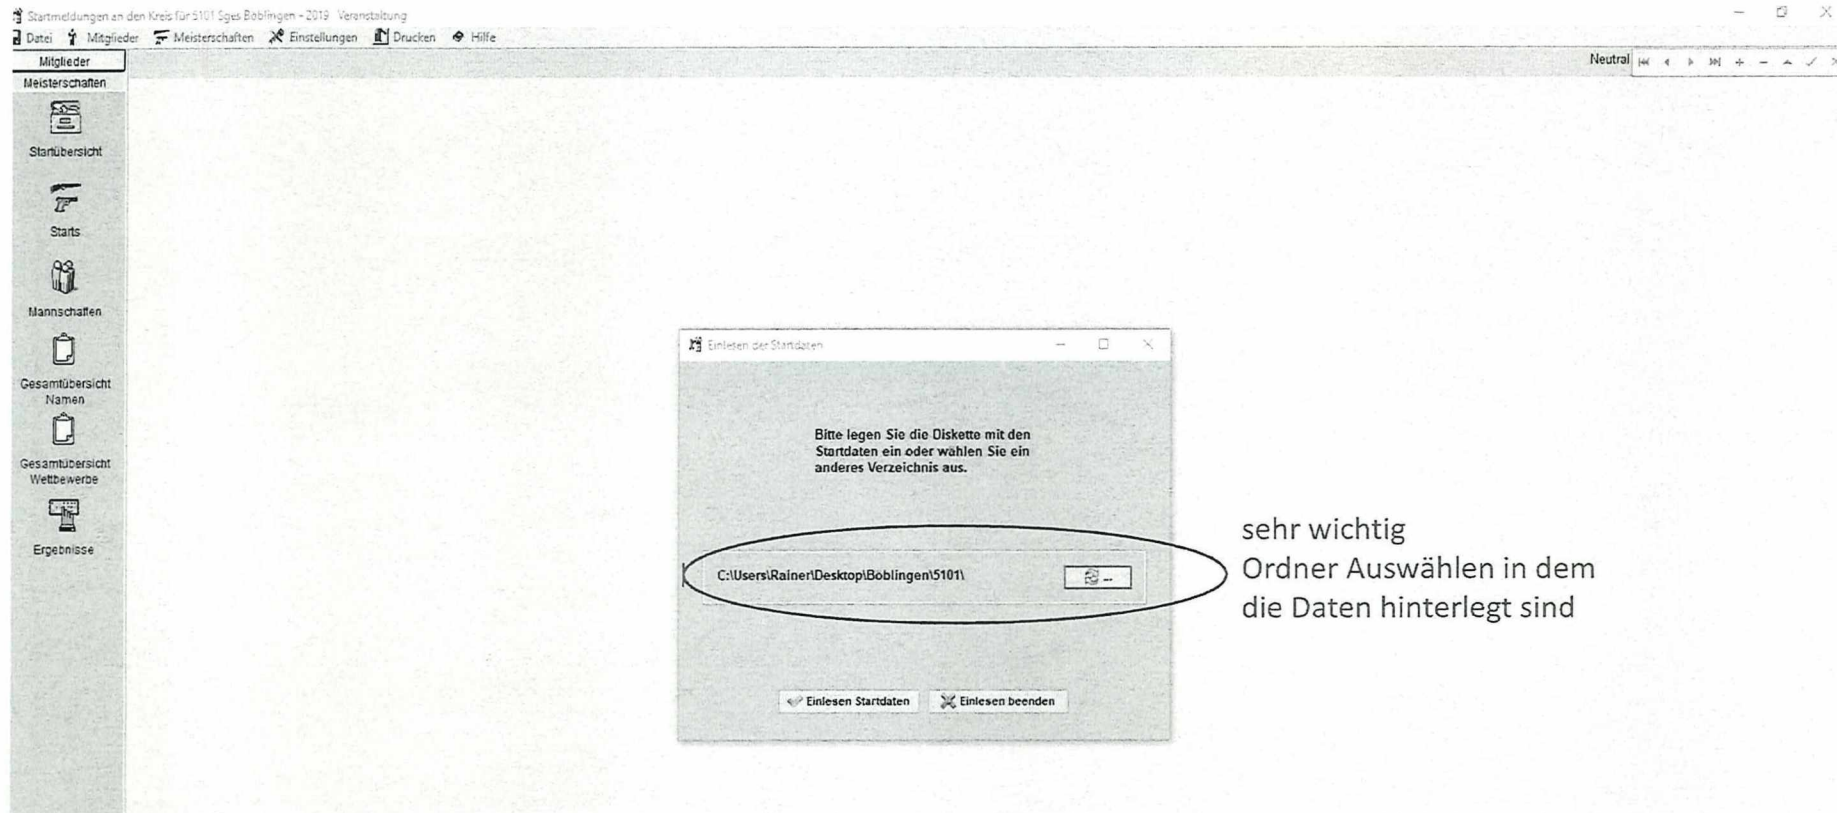 Startmeldungen an den Kreis für 5101 Sges Böblingen - 2019 Veranstaltung
Datei Mitglieder Meisterschaften Einstellungen Drucken Hilfe
Mitglieder
Neutral
Meisterschaften
Startübersicht
Starts
Mannschaften
Gesamtübersicht
Namen
Gesamtübersicht
Wettbewerbe
Ergebnisse
Einlesen der Startdaten
Bitte legen Sie die Diskette mit den
Startdaten ein oder wählen Sie ein
anderes Verzeichnis aus.
C:\Users\Rainer\Desktop\Böblingen\5101\
...
Einlesen Startdaten
Einlesen beenden
sehr wichtig
Ordner Auswählen in dem
die Daten hinterlegt sind